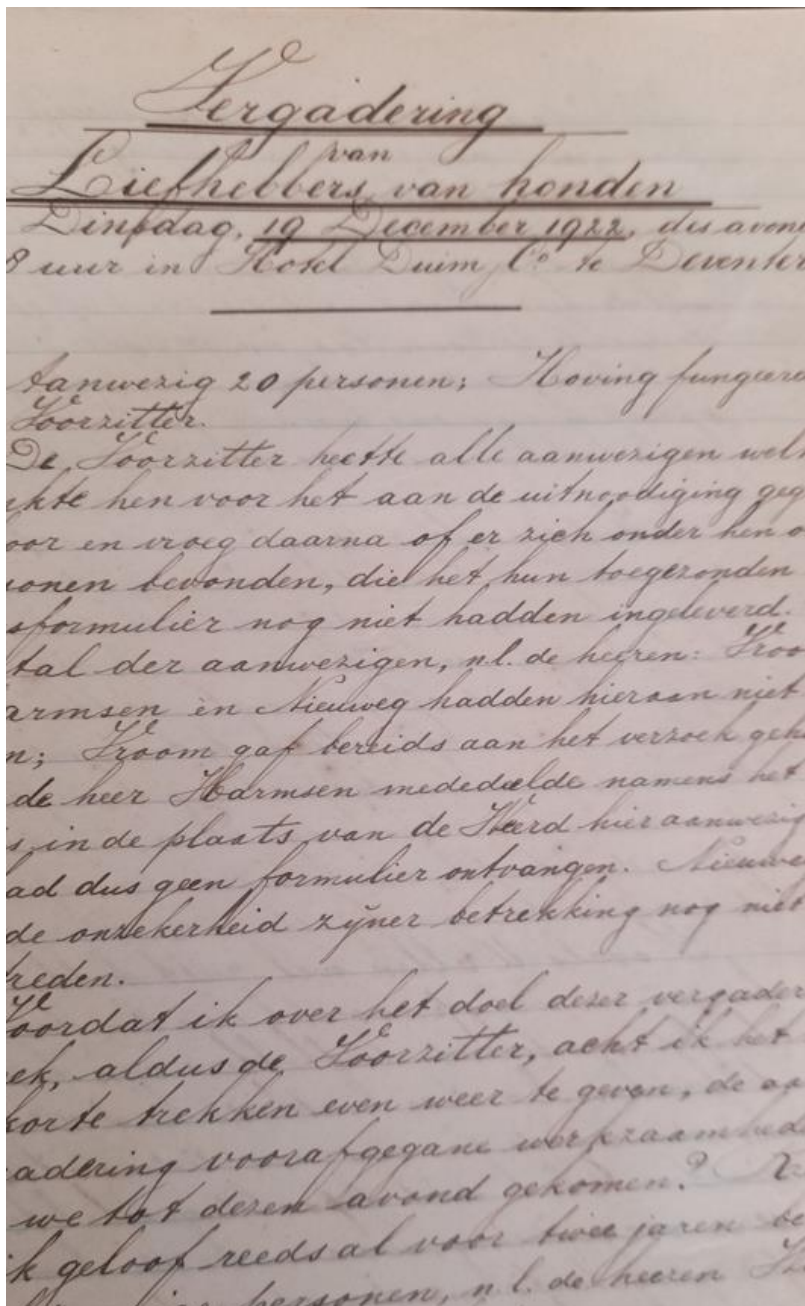 Vergadering
van
Liefhebbers van honden
Dinsdag, 19 December 1922, des avond
8 uur in Hotel Duim, Co te Deventer
Aanwezig 20 personen; Hoving fungeere
Voorzitter.
De Voorzitter heette alle aanwezigen wel
kte hen voor het aan de uitnoodiging geg
oor en vroeg daarna of er zich onder hen o
sonen bevonden, die het hun toegezonden
sformulier nog niet hadden ingeleverd.
tal der aanwezigen, n.l. de heeren: Vroo
armsen en Nieuweg hadden hieraan niet
n; Vroom gaf bereids aan het verzoek geh
de heer Harmsen mededeelde namens het
s in de plaats van de Weerd hier aanwezig
ad dus geen formulier ontvangen. Nieuwe
de onzekerheid zijner betrekking nog niet
reden.
Voordat ik over het doel dezer vergader
ek, aldus de Voorzitter, acht ik het
korte trekken even weer te geven, de aa
adering voorafgegane werkzaamhed
we tot dezen avond gekomen?
k geloof reeds al voor twee jaren be
personen, n.l. de heeren